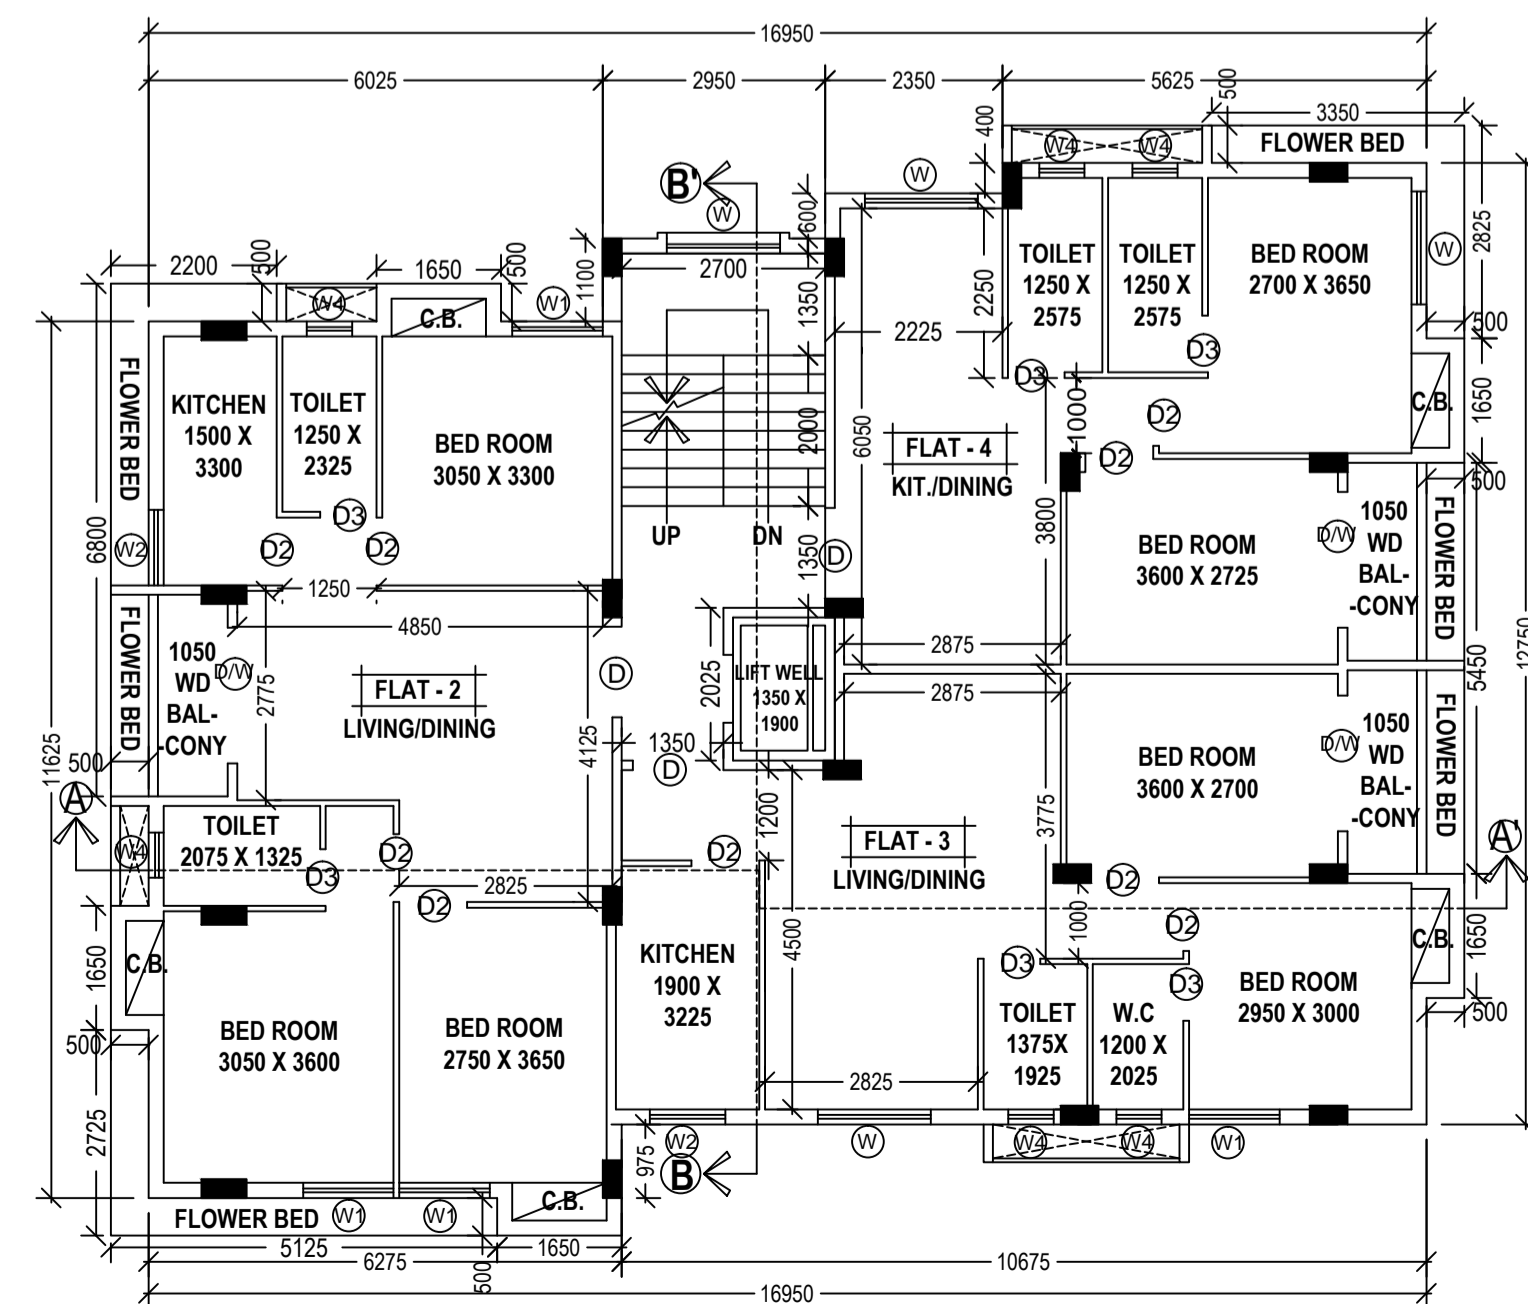 16950
6025
2950
2350
5625
500
3350
400
W4
W4
FLOWER BED
B'
W
W
600
2825
W
2200
500
1650
500
1100
2700
1350
2250
TOILET
1250 X
2575
TOILET
1250 X
2575
BED ROOM
2700 X 3650
W4
C.B.
W1
2225
500
D3
D3
FLOWER BED
KITCHEN
1500 X
3300
TOILET
1250 X
2325
BED ROOM
3050 X 3300
2000
6050
FLAT - 4
KIT./DINING
1000
D2
D2
C.B.
1650
500
6800
W2
D2
D3
D2
UP
DN
1350
D
3800
BED ROOM
3600 X 2725
D/W
1050
WD
BAL-
-CONY
FLOWER BED
12750
1250
4850
FLOWER BED
1050
WD
BAL-
-CONY
D/W
2775
FLAT - 2
LIVING/DINING
D
4125
2025
LIFT WELL
1350 X
1900
2875
2875
5450
11625
500
1350
D
BED ROOM
3600 X 2700
D/W
1050
WD
BAL-
-CONY
FLOWER BED
A
TOILET
2075 X 1325
W4
D3
D2
D2
2825
1200
D2
FLAT - 3
LIVING/DINING
3775
D2
A'
1650
C.B.
4500
1000
D2
D3
D3
C.B.
1650
KITCHEN
1900 X
3225
BED ROOM
2950 X 3000
500
BED ROOM
3050 X 3600
BED ROOM
2750 X 3650
TOILET
1375X
1925
W.C
1200 X
2025
500
2825
2725
975
W2
W
W4
W4
W1
B
C.B.
FLOWER BED
W1
W1
5125
1650
6275
500
10675
16950